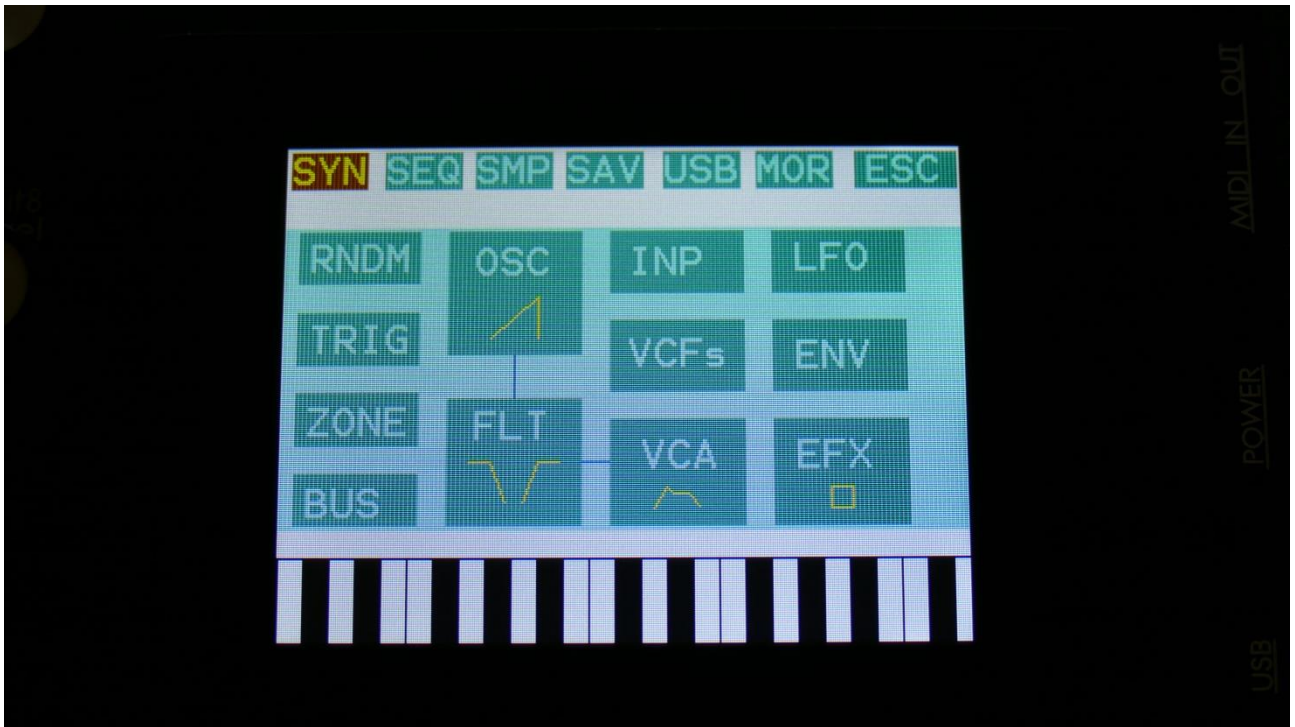 SYN SEQ SMP SAV USB MOR ESC
RNDM OSC INP LFO
TRIG VCFs ENV
ZONE FLT VCA EFX
BUS
MIDI IN OUT
POWER
USB